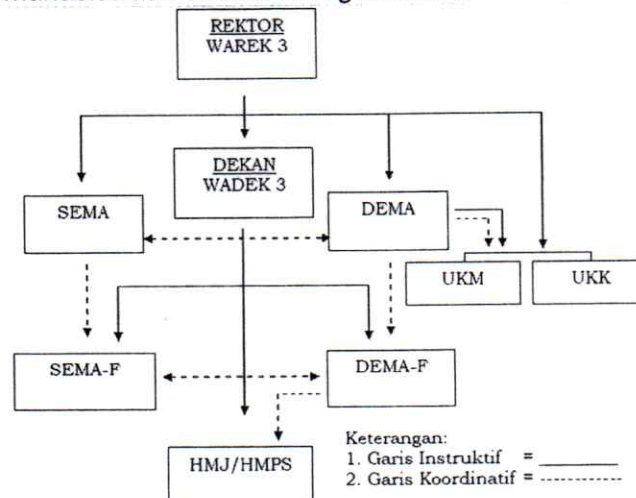 REKTOR
WAREK 3
DEKAN
WADEK 3
SEMA
DEMA
UKM
UKK
SEMA-F
DEMA-F
HMJ/HMPS
Keterangan:
1. Garis Instruktif = ________
2. Garis Koordinatif = -------------